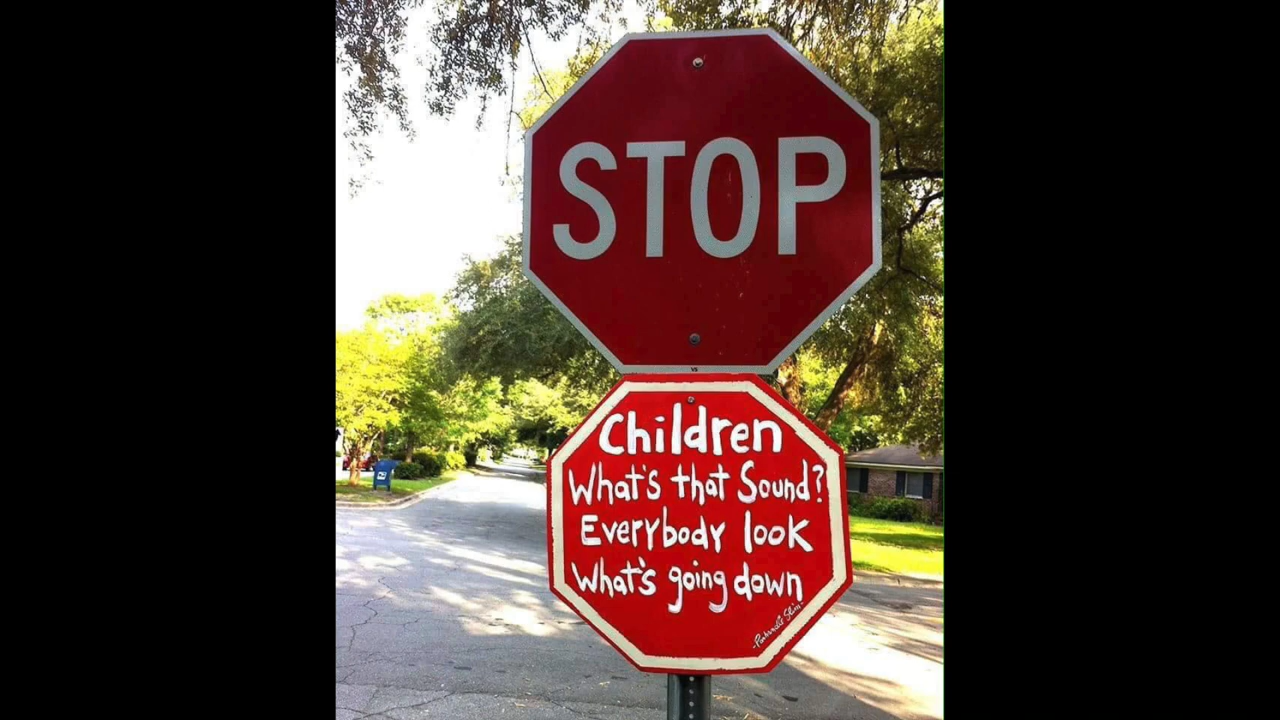 STOP
Children
What's that Sound?
Everybody look
What's going down